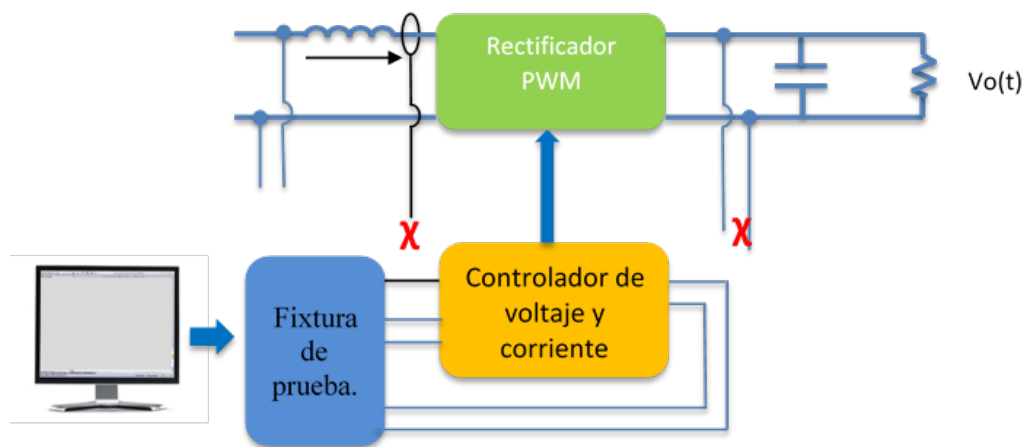 Rectificador
PWM
Vo(t)
χ
χ
Controlador de
voltaje y
corriente
Fixtura
de
prueba.